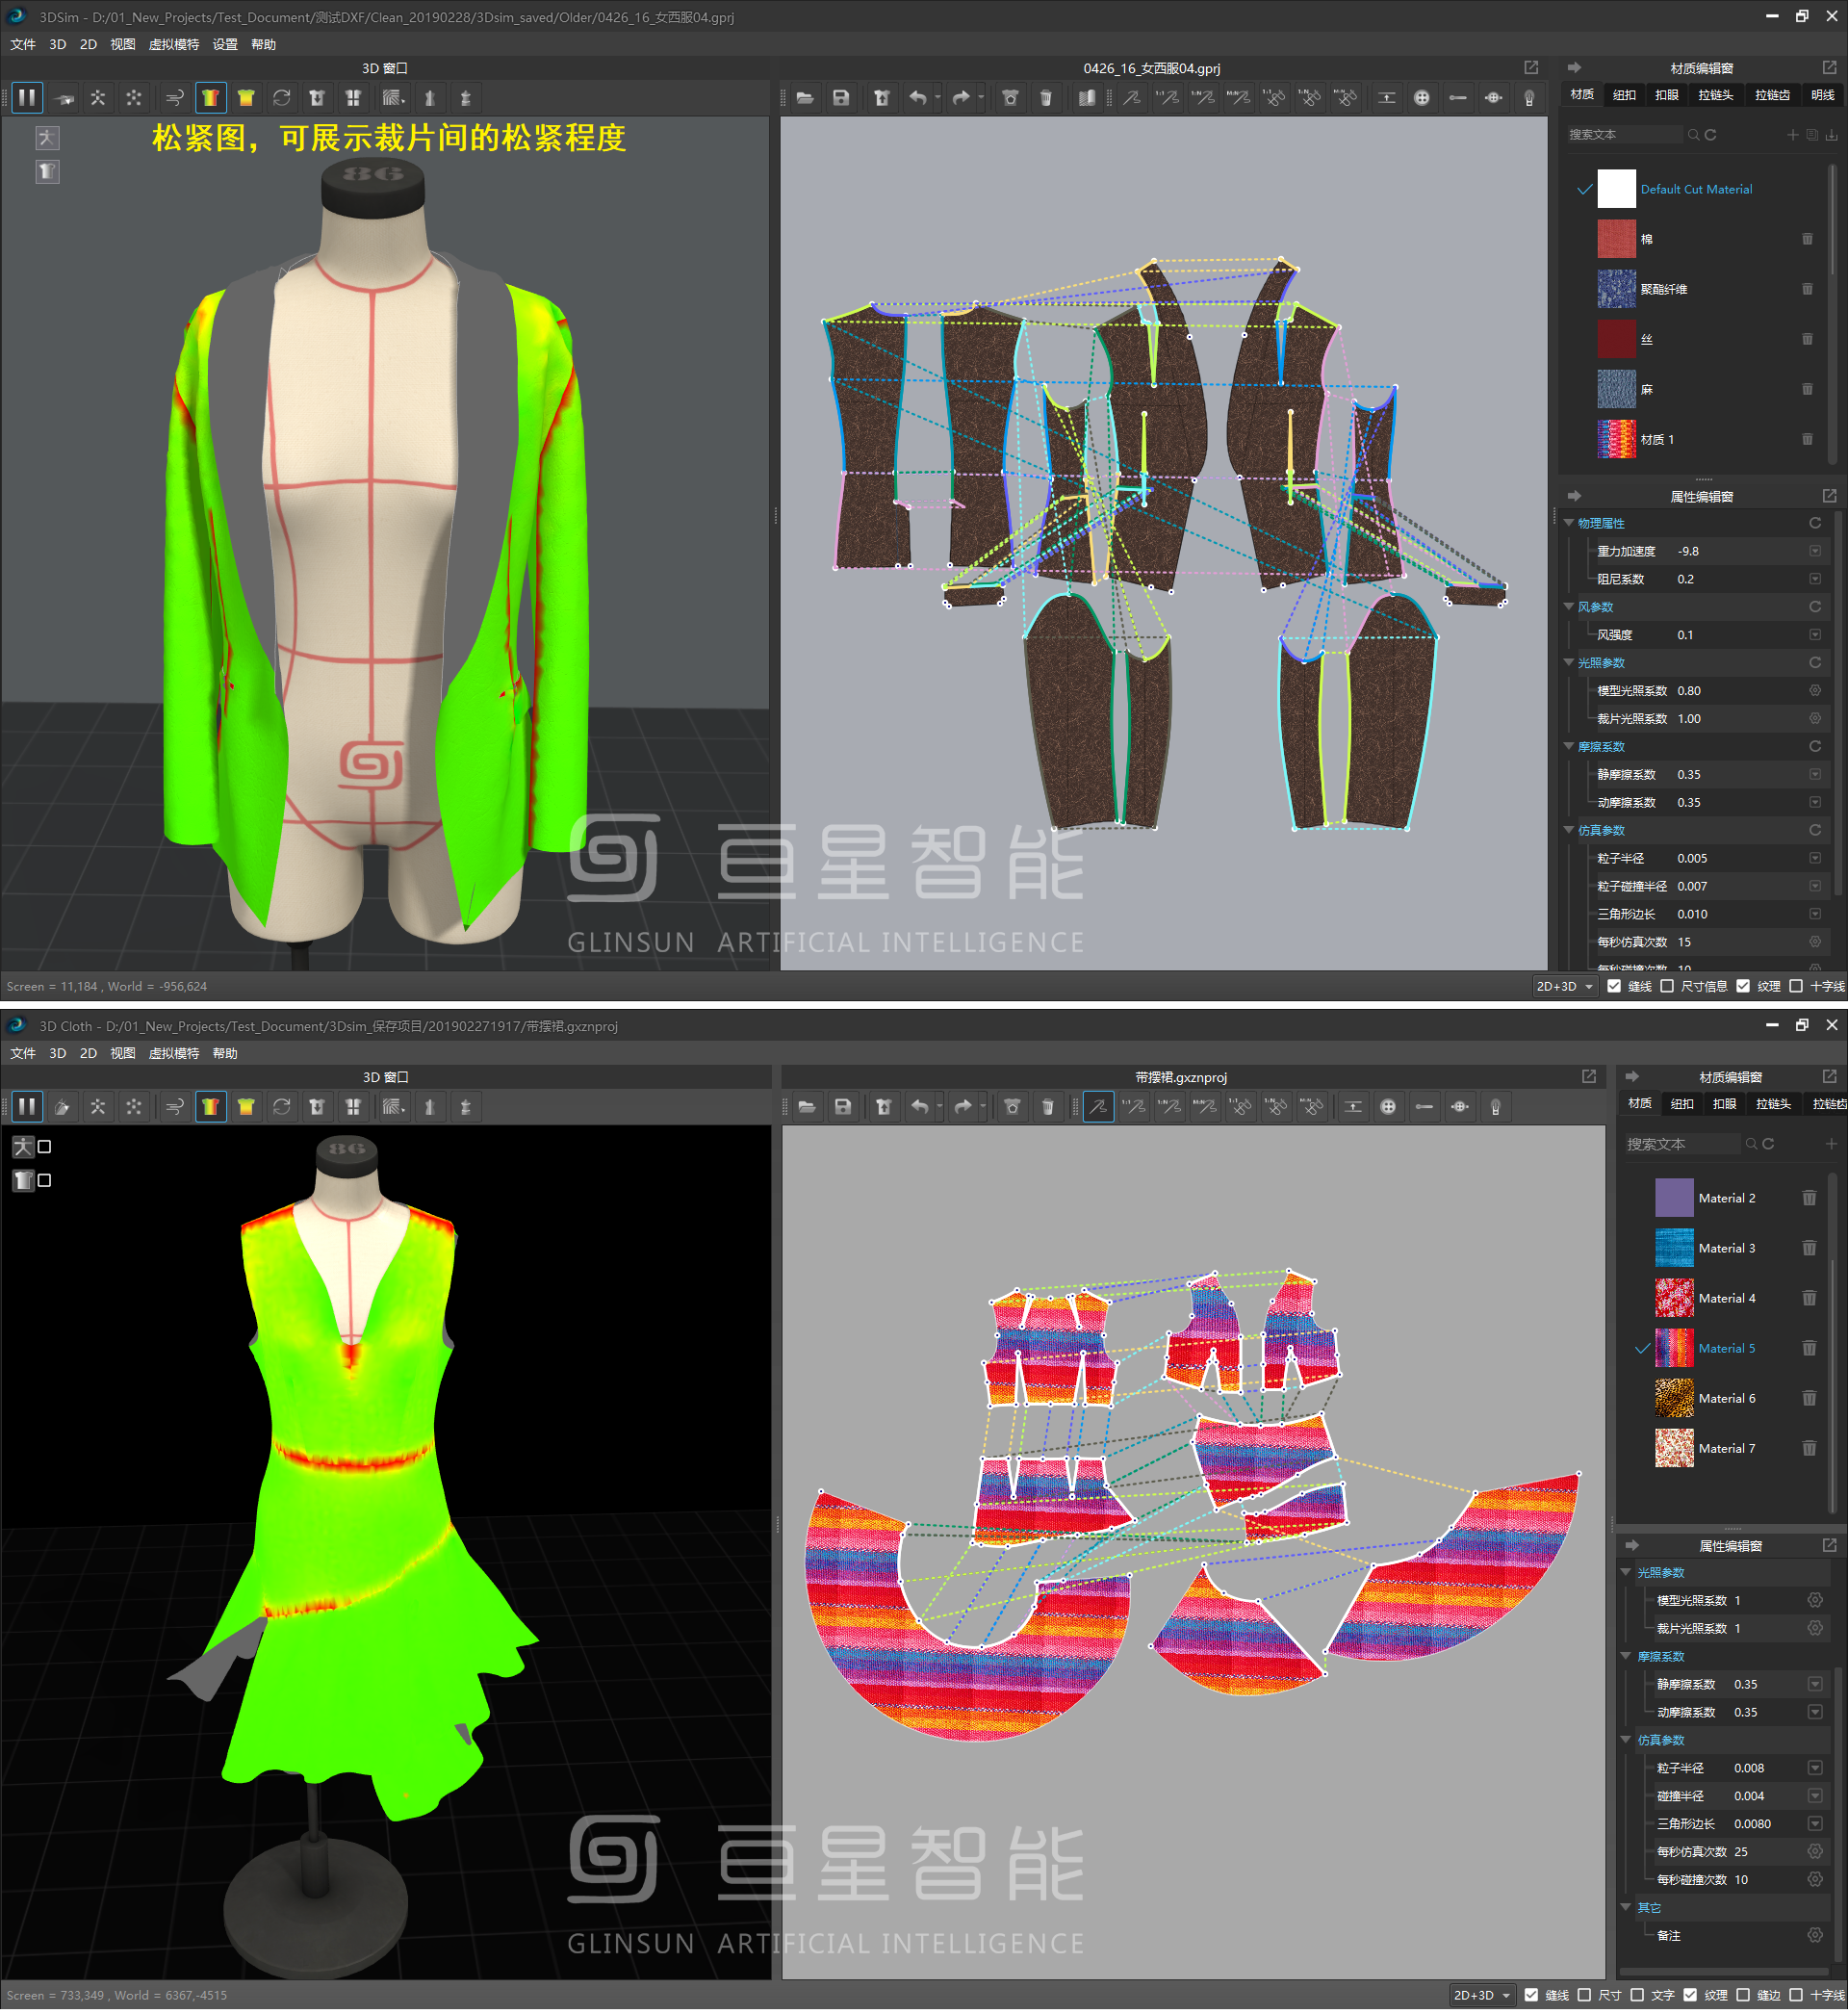 3DSim - D:/01_New_Projects/Test_Document/测试DXF/Clean_20190228/3Dsim_saved/Older/0426_16_女西服04.gprj
文件 3D 2D 视图 虚拟模特 设置 帮助
3D 窗口
0426_16_女西服04.gprj
材质编辑窗
材质 纽扣 扣眼 拉链头 拉链齿 明线
松紧图，可展示裁片间的松紧程度
搜索文本
86
Default Cut Material
棉
聚酯纤维
丝
麻
材质 1
属性编辑窗
物理属性
重力加速度 -9.8
阻尼系数 0.2
风参数
风强度 0.1
光照参数
模型光照系数 0.80
裁片光照系数 1.00
摩擦系数
静摩擦系数 0.35
动摩擦系数 0.35
仿真参数
粒子半径 0.005
粒子碰撞半径 0.007
三角形边长 0.010
每秒仿真次数 15
每秒碰撞次数 10
亘星智能
GLINSUN ARTIFICIAL INTELLIGENCE
Screen = 11,184 , World = -956,624
2D+3D 缝线 尺寸信息 纹理 十字线
3D Cloth - D:/01_New_Projects/Test_Document/3Dsim_保存项目/201902271917/带摆裙.gxznproj
文件 3D 2D 视图 虚拟模特 帮助
3D 窗口
带摆裙.gxznproj
材质编辑窗
材质 纽扣 扣眼 拉链头 拉链齿
搜索文本
86
Material 2
Material 3
Material 4
Material 5
Material 6
Material 7
属性编辑窗
光照参数
模型光照系数 1
裁片光照系数 1
摩擦系数
静摩擦系数 0.35
动摩擦系数 0.35
仿真参数
粒子半径 0.008
碰撞半径 0.004
三角形边长 0.0080
每秒仿真次数 25
每秒碰撞次数 10
其它
备注
亘星智能
GLINSUN ARTIFICIAL INTELLIGENCE
Screen = 733,349 , World = 6367,-4515
2D+3D 缝线 尺寸 文字 纹理 缝边 十字线